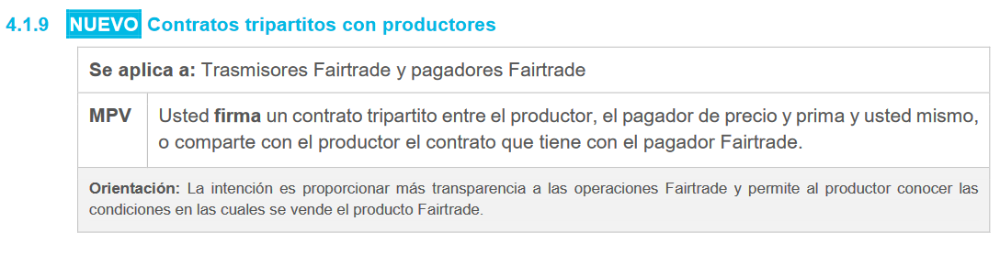 4.1.9 NUEVO Contratos tripartitos con productores
Se aplica a: Trasmisores Fairtrade y pagadores Fairtrade
MPV Usted firma un contrato tripartito entre el productor, el pagador de precio y prima y usted mismo,
o comparte con el productor el contrato que tiene con el pagador Fairtrade.
Orientación: La intención es proporcionar más transparencia a las operaciones Fairtrade y permite al productor conocer las
condiciones en las cuales se vende el producto Fairtrade.